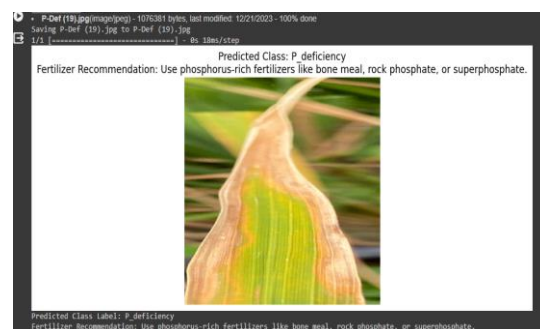 • P-Def (19).jpg(image/jpeg) - 1076381 bytes, last modified: 12/21/2023 - 100% done
Saving P-Def (19).jpg to P-Def (19).jpg
1/1 [==============================] - 0s 18ms/step
Predicted Class: P_deficiency
Fertilizer Recommendation: Use phosphorus-rich fertilizers like bone meal, rock phosphate, or superphosphate.
Predicted Class Label: P_deficiency
Fertilizer Recommendation: Use phosphorus-rich fertilizers like bone meal, rock phosphate, or superphosphate.